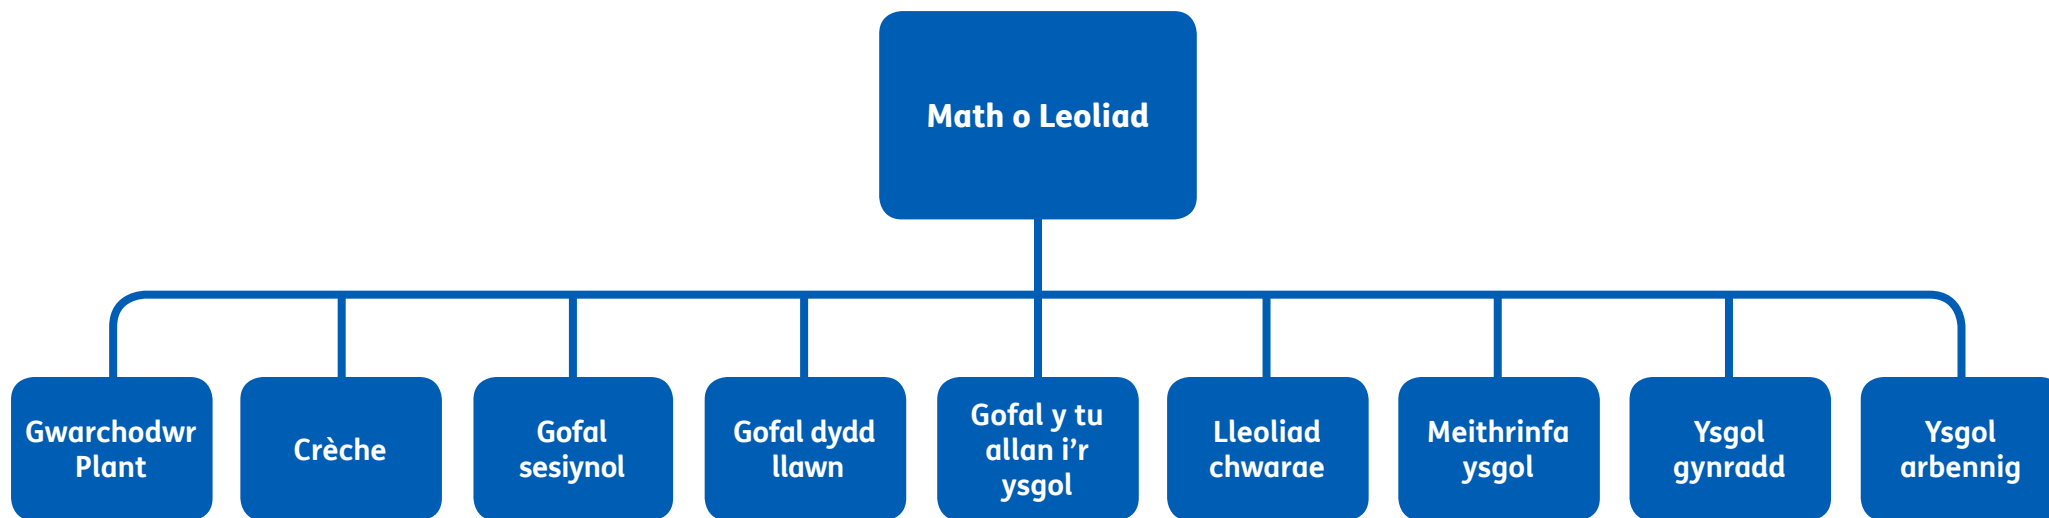 Math o Leoliad
Gwarchodwr
Plant
Crèche
Gofal
sesiynol
Gofal dydd
llawn
Gofal y tu
allan i’r
ysgol
Lleoliad
chwarae
Meithrinfa
ysgol
Ysgol
gynradd
Ysgol
arbennig